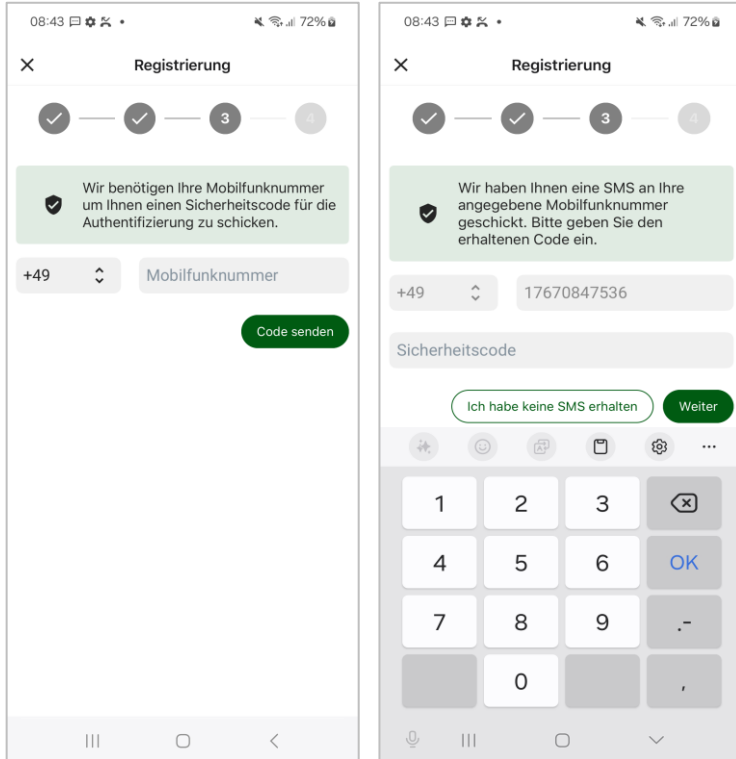 08:43 72%
Registrierung
3 4
Wir benötigen Ihre Mobilfunknummer
um Ihnen einen Sicherheitscode für die
Authentifizierung zu schicken.
+49 Mobilfunknummer
Code senden
08:43 72%
Registrierung
3 4
Wir haben Ihnen eine SMS an Ihre
angegebene Mobilfunknummer
geschickt. Bitte geben Sie den
erhaltenen Code ein.
+49 17670847536
Sicherheitscode
Ich habe keine SMS erhalten Weiter
1 2 3
4 5 6 OK
7 8 9 .-
0 ,